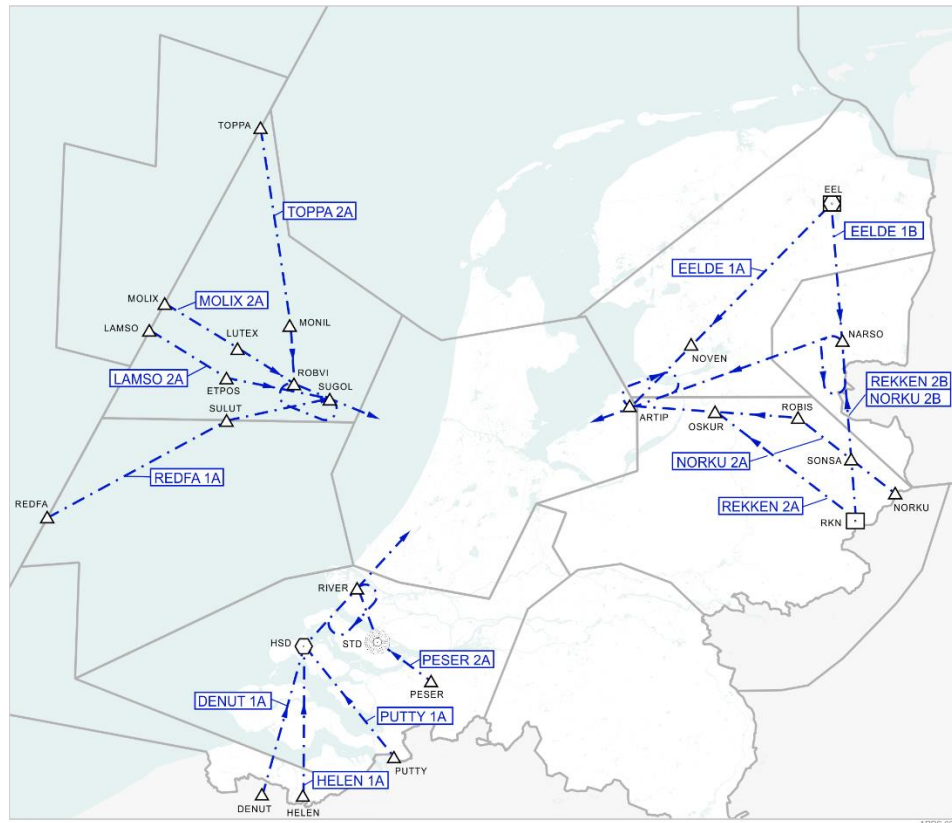 TOPPA
EEL
TOPPA 2A
EELDE 1B
EELDE 1A
MOLIX
MOLIX 2A
LAMSO
MONIL
LUTEX
NARSO
NOVEN
LAMSO 2A
ROBVI
REKKEN 2B
NORKU 2B
ETPOS
SUGOL
SULUT
ARTIP
OSKUR
ROBIS
NORKU 2A
SONSA
REDFA 1A
REKKEN 2A
NORKU
REDFA
RKN
RIVER
HSD
STD
PESER 2A
DENUT 1A
PESER
PUTTY 1A
PUTTY
HELEN 1A
DENUT
HELEN